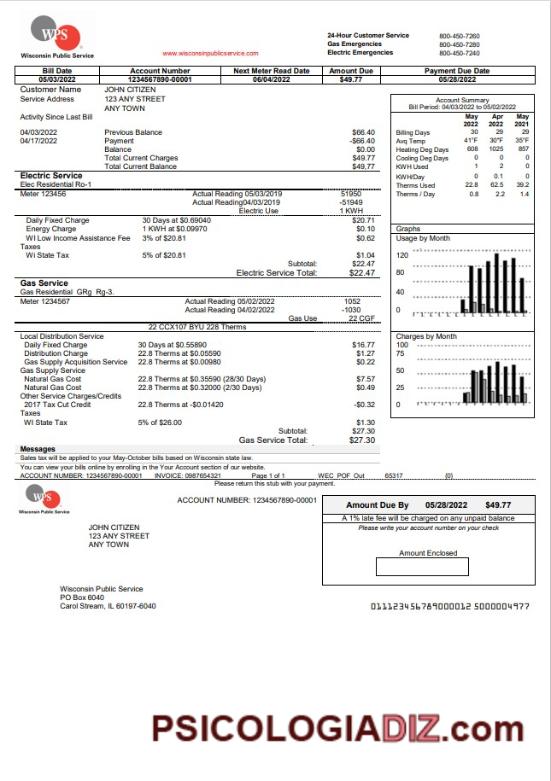 WPS
Wisconsin Public Service
www.wisconsinpublicservice.com
24-Hour Customer Service 800-450-7260
Gas Emergencies 800-450-7280
Electric Emergencies 800-450-7240
Bill Date Account Number Next Meter Read Date Amount Due Payment Due Date
05/03/2022 1234567890-00001 06/04/2022 $49.77 05/28/2022
Customer Name JOHN CITIZEN
Service Address 123 ANY STREET
ANY TOWN
Activity Since Last Bill
04/03/2022 Previous Balance $66.40
04/17/2022 Payment -$66.40
Balance $0.00
Total Current Charges $49.77
Total Current Balance $49.77
Account Summary
Bill Period: 04/03/2022 to 05/02/2022
May Apr May
2022 2022 2021
Billing Days 30 29 29
Avq Temp 41°F 30°F 35°F
Heating Deg Days 608 1025 857
Cooling Deg Days 0 0 0
KWH Used 1 2 0
KWH/Day 0 0.1 0
Therms Used 22.8 62.5 39.2
Therms / Day 0.8 2.2 1.4
Electric Service
Elec Residential Ro-1
Meter 123456 Actual Reading 05/03/2019 51950
Actual Reading04/03/2019 -51949
Electric Use 1 KWH
Daily Fixed Charge 30 Days at $0.69040 $20.71
Energy Charge 1 KWH at $0.09970 $0.10
WI Low Income Assistance Fee 3% of $20.81 $0.62
Taxes
Wi State Tax 5% of $20.81 $1.04
Subtotal: $22.47
Electric Service Total: $22.47
Graphs
Usage by Month
120
80
40
0
Gas Service
Gas Residential GRg Rg-3.
Meter 1234567 Actual Reading 05/02/2022 1052
Actual Reading 04/02/2022 -1030
Gas Use 22 CGF
22 CCX107 BYU 228 Therms
Local Distribution Service
Daily Fixed Charge 30 Days at $0.55890 $16.77
Distribution Charge 22.8 Therms at $0.05590 $1.27
Gas Supply Acquisition Service 22.8 Therms at $0.00980 $0.22
Gas Supply Service
Natural Gas Cost 22.8 Therms at $0.35590 (28/30 Days) $7.57
Natural Gas Cost 22.8 Therms at $0.32000 (2/30 Days) $0.49
Other Service Charges/Credits
2017 Tax Cut Credit 22.8 Therms at -$0.01420 -$0.32
Taxes
WI State Tax 5% of $26.00 $1.30
Subtotal: $27.30
Gas Service Total: $27.30
Charges by Month
100
75
50
25
0
Messages
Sales tax will be applied to your May-October bills based on Wisconsin state law.
You can view your bills online by enrolling in the Your Account section of our website.
ACCOUNT NUMBER: 1234567890-00001 INVOICE: 0987654321 Page 1 of 1 WEC_POF_Out 65317 {0}
Please return this stub with your payment.
WPS
Wisconsin Public Service
ACCOUNT NUMBER: 1234567890-00001
Amount Due By 05/28/2022 $49.77
A 1% late fee will be charged on any unpaid balance
Please write your account number on your check
Amount Enclosed
JOHN CITIZEN
123 ANY STREET
ANY TOWN
Wisconsin Public Service
PO Box 6040
Carol Stream, IL 60197-6040
0111234567890000012 5000004977
PSICOLOGIADIZ.com